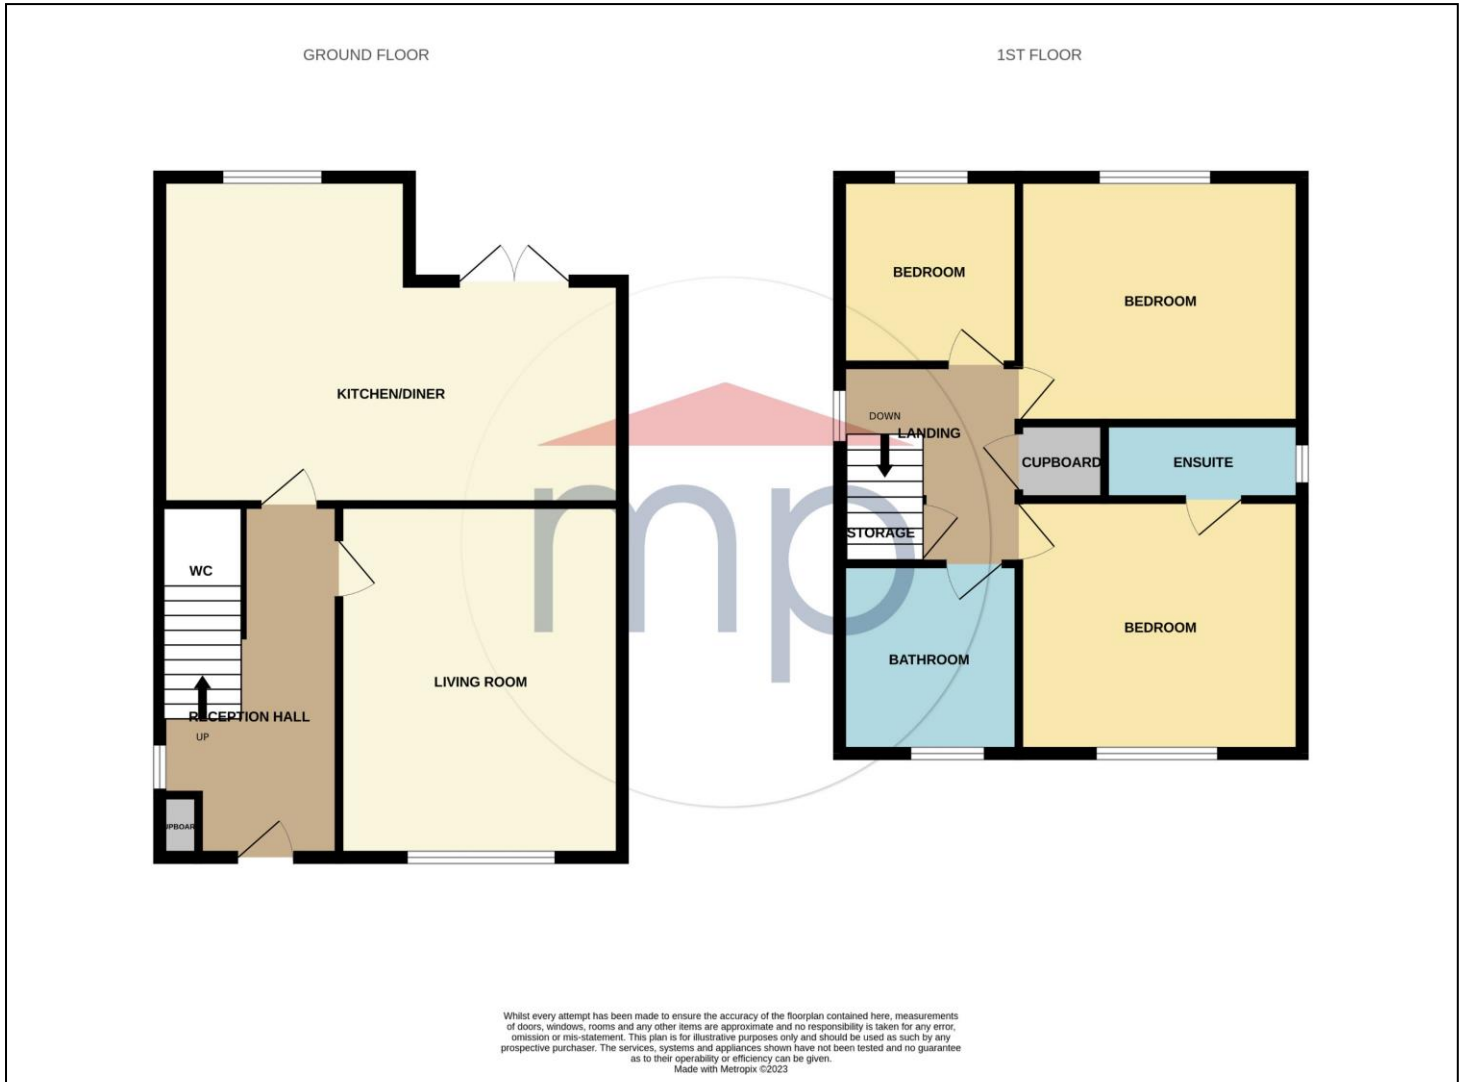 GROUND FLOOR
1ST FLOOR
KITCHEN/DINER
WC
RECEPTION HALL
UP
LIVING ROOM
BEDROOM
BEDROOM
DOWN
LANDING
CUPBOARD
ENSUITE
STORAGE
BATHROOM
BEDROOM
mp
Whilst every attempt has been made to ensure the accuracy of the floorplan contained here, measurements
of doors, windows, rooms and any other items are approximate and no responsibility is taken for any error,
omission or mis-statement. This plan is for illustrative purposes only and should be used as such by any
prospective purchaser. The services, systems and appliances shown have not been tested and no guarantee
as to their operability or efficiency can be given.
Made with Metropix ©2023